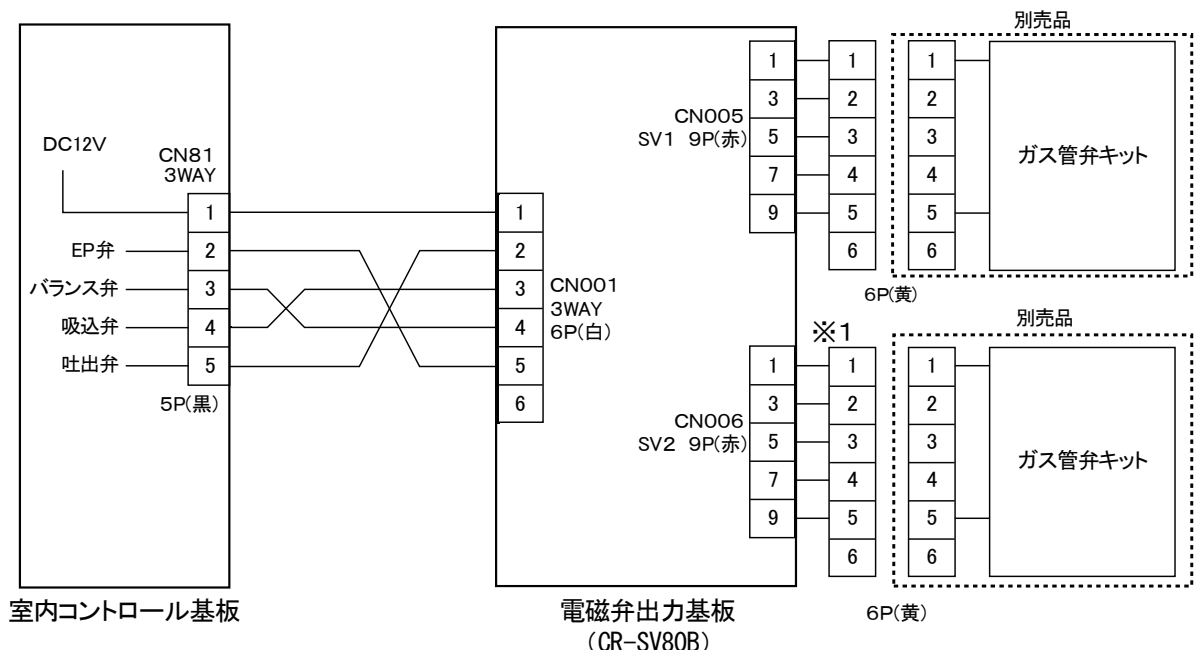 DC12V
CN81
3WAY
1
EP弁
2
バランス弁
3
吸込弁
4
吐出弁
5
5P(黒)
室内コントロール基板
1
2
3
4
5
6
CN001
3WAY
6P(白)
CN005
SV1 9P(赤)
1
3
5
7
9
1
2
3
4
5
6
6P(黄)
別売品
1
2
3
4
5
6
ガス管弁キット
CN006
SV2 9P(赤)
1
3
5
7
9
※1
1
2
3
4
5
6
6P(黄)
別売品
1
2
3
4
5
6
ガス管弁キット
電磁弁出力基板
(CR-SV80B)